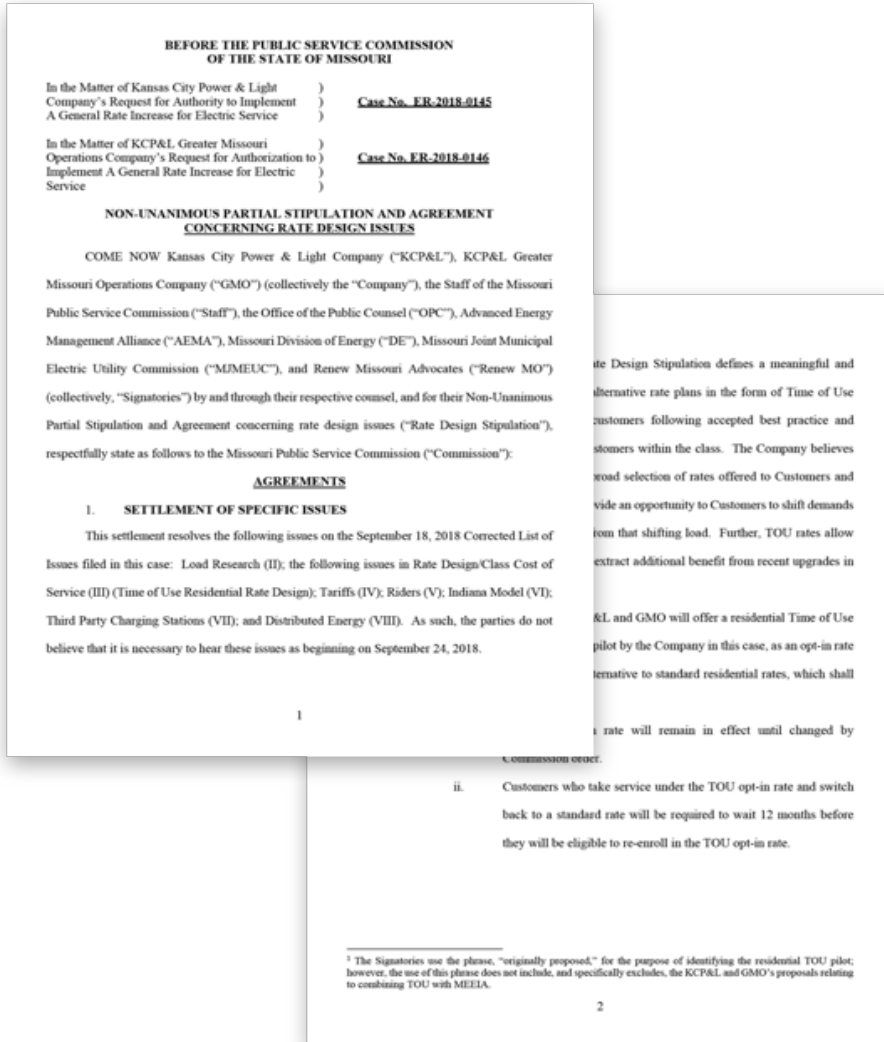 BEFORE THE PUBLIC SERVICE COMMISSION
OF THE STATE OF MISSOURI
In the Matter of Kansas City Power & Light )
Company's Request for Authority to Implement ) Case No. ER-2018-0145
A General Rate Increase for Electric Service )
In the Matter of KCP&L Greater Missouri )
Operations Company's Request for Authorization to ) Case No. ER-2018-0146
Implement A General Rate Increase for Electric )
Service )
NON-UNANIMOUS PARTIAL STIPULATION AND AGREEMENT
CONCERNING RATE DESIGN ISSUES
COME NOW Kansas City Power & Light Company ("KCP&L"), KCP&L Greater
Missouri Operations Company ("GMO") (collectively the "Company"), the Staff of the Missouri
Public Service Commission ("Staff"), the Office of the Public Counsel ("OPC"), Advanced Energy
Management Alliance ("AEMA"), Missouri Division of Energy ("DE"), Missouri Joint Municipal
Electric Utility Commission ("MJMEUC"), and Renew Missouri Advocates ("Renew MO")
(collectively, "Signatories") by and through their respective counsel, and for their Non-Unanimous
Partial Stipulation and Agreement concerning rate design issues ("Rate Design Stipulation"),
respectfully state as follows to the Missouri Public Service Commission ("Commission"):
AGREEMENTS
1. SETTLEMENT OF SPECIFIC ISSUES
This settlement resolves the following issues on the September 18, 2018 Corrected List of
Issues filed in this case: Load Research (II); the following issues in Rate Design/Class Cost of
Service (III) (Time of Use Residential Rate Design); Tariffs (IV); Riders (V); Indiana Model (VI);
Third Party Charging Stations (VII); and Distributed Energy (VIII). As such, the parties do not
believe that it is necessary to hear these issues as beginning on September 24, 2018.
1
Design Stipulation defines a meaningful and
alternative rate plans in the form of Time of Use
customers following accepted best practice and
within the class. The Company believes
selection of rates offered to Customers and
an opportunity to Customers to shift demands
from that shifting load. Further, TOU rates allow
extract additional benefit from recent upgrades in
and GMO will offer a residential Time of Use
pilot by the Company in this case, as an opt-in rate
to standard residential rates, which shall
rate will remain in effect until changed by
Commission order.
ii. Customers who take service under the TOU opt-in rate and switch
back to a standard rate will be required to wait 12 months before
they will be eligible to re-enroll in the TOU opt-in rate.
1 The Signatories use the phrase, "originally proposed," for the purpose of identifying the residential TOU pilot;
however, the use of this phrase does not include, and specifically excludes, the KCP&L and GMO's proposals relating
to combining TOU with MEEIA.
2